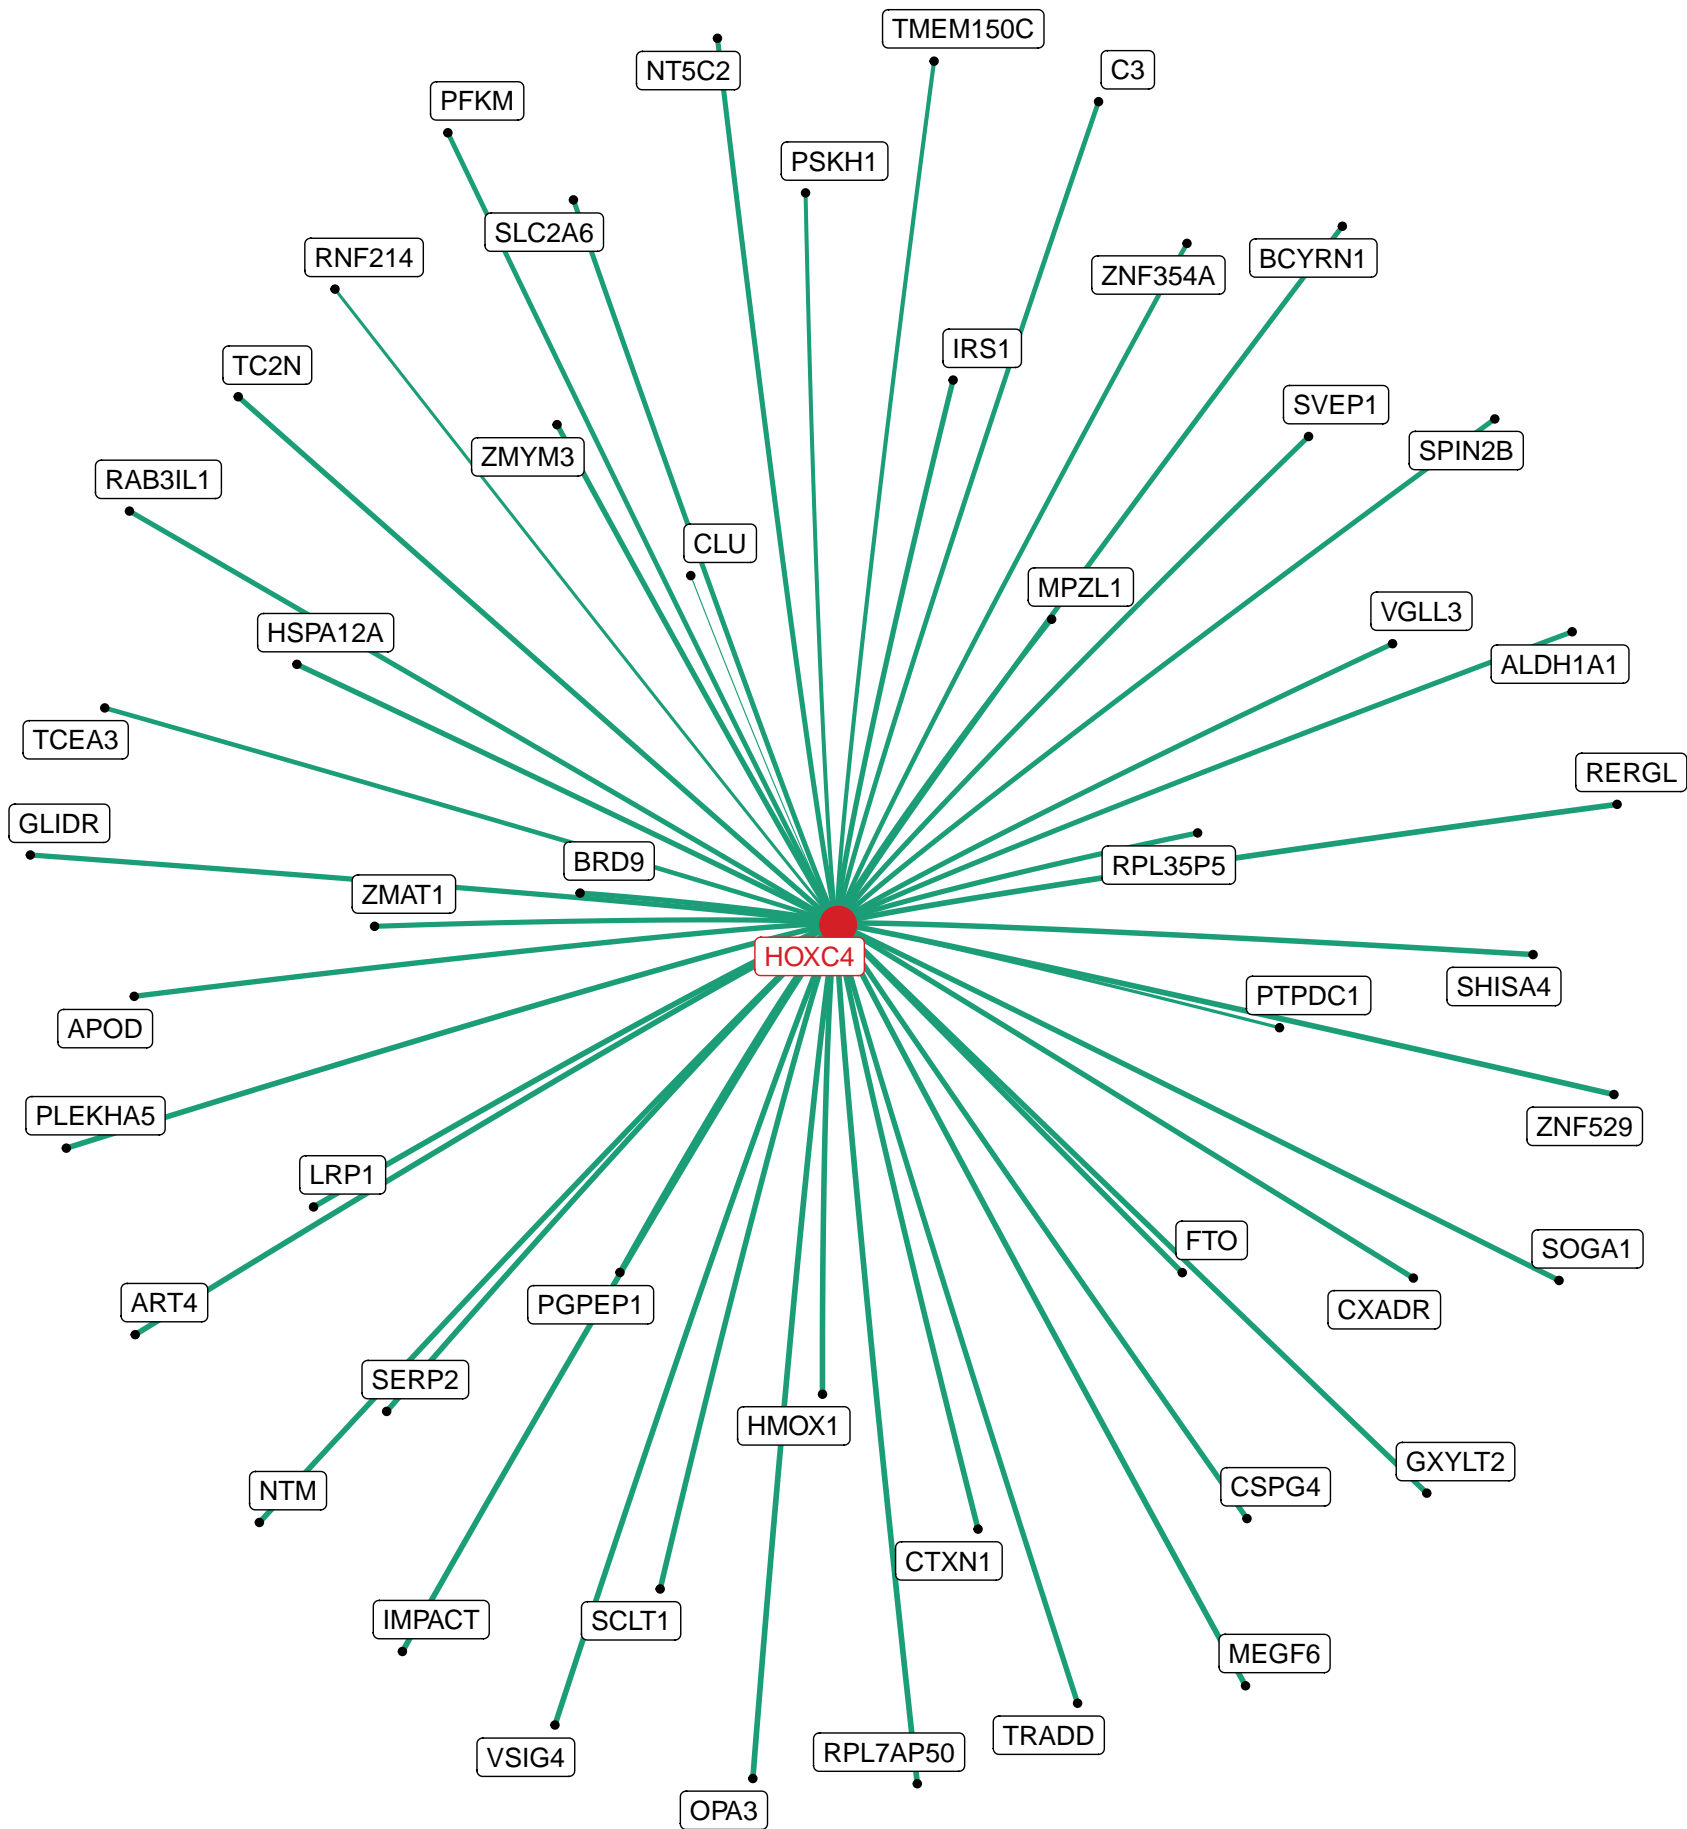 TMEM150C
NT5C2
C3
PFKM
PSKH1
SLC2A6
RNF214
BCYRN1
ZNF354A
IRS1
TC2N
SVEP1
SPIN2B
ZMYM3
RAB3IL1
CLU
MPZL1
VGLL3
HSPA12A
ALDH1A1
TCEA3
RERGL
GLIDR
BRD9
RPL35P5
ZMAT1
HOXC4
SHISA4
PTPDC1
APOD
PLEKHA5
ZNF529
LRP1
FTO
SOGA1
ART4
PGPEP1
CXADR
SERP2
HMOX1
GXYLT2
CSPG4
NTM
CTXN1
IMPACT
SCLT1
MEGF6
TRADD
RPL7AP50
VSIG4
OPA3